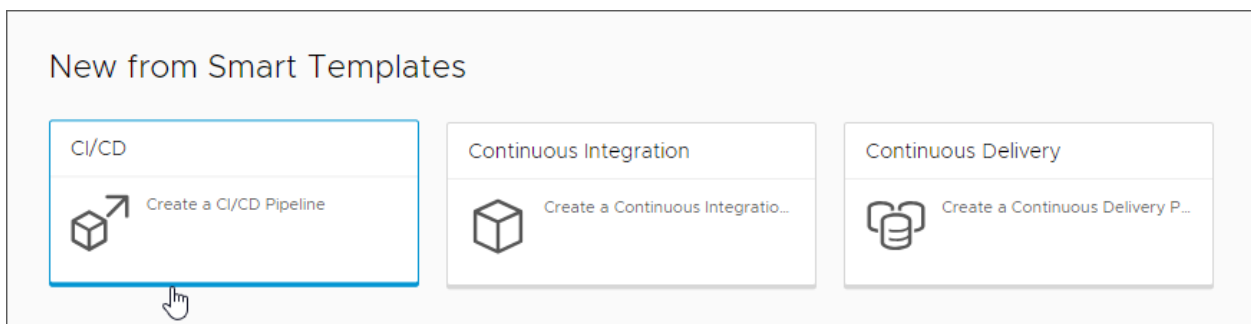 New from Smart Templates
CI/CD
Create a CI/CD Pipeline
Continuous Integration
Create a Continuous Integratio...
Continuous Delivery
Create a Continuous Delivery P...